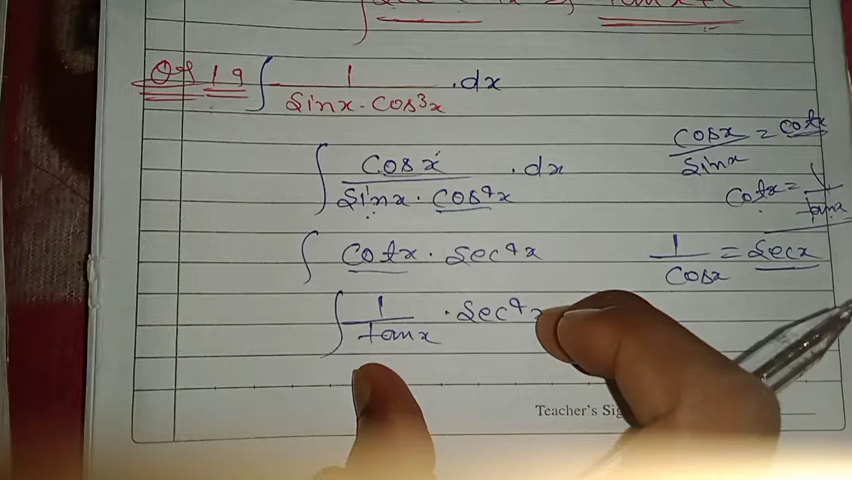 Q 19 ∫ 1 / Sinx · Cos³x · dx
∫ Cosx / Sinx · Cos⁴x · dx
Cosx / Sinx = Cotx
Cotx = 1 / tanx
∫ Cotx · Sec⁴x
1 / Cosx = Secx
∫ 1 / tanx · Sec⁴x
Teacher's